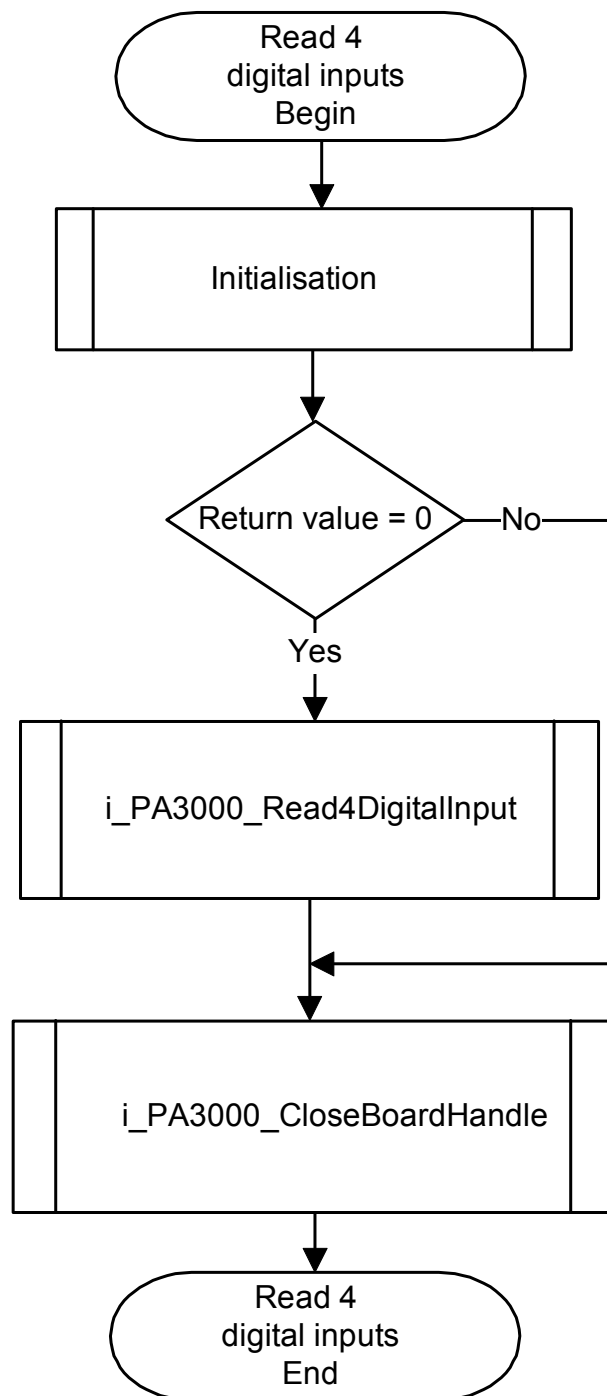 Read 4
digital inputs
Begin
Initialisation
Return value = 0
No
Yes
i_PA3000_Read4DigitalInput
i_PA3000_CloseBoardHandle
Read 4
digital inputs
End